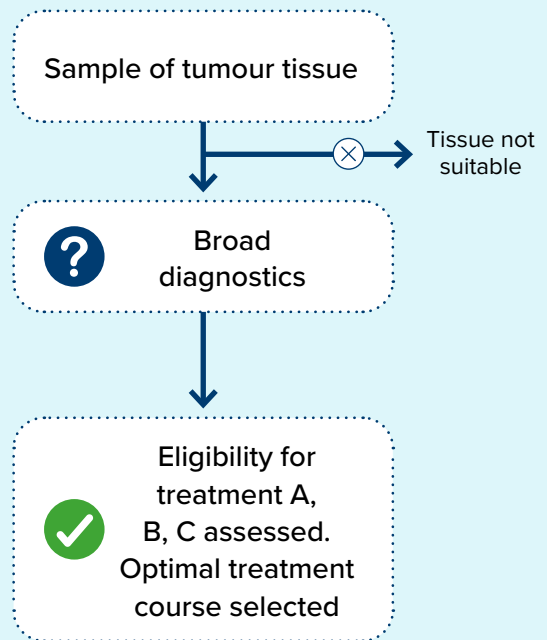 Sample of tumour tissue
Tissue not
suitable
Broad
diagnostics
Eligibility for
treatment A,
B, C assessed.
Optimal treatment
course selected